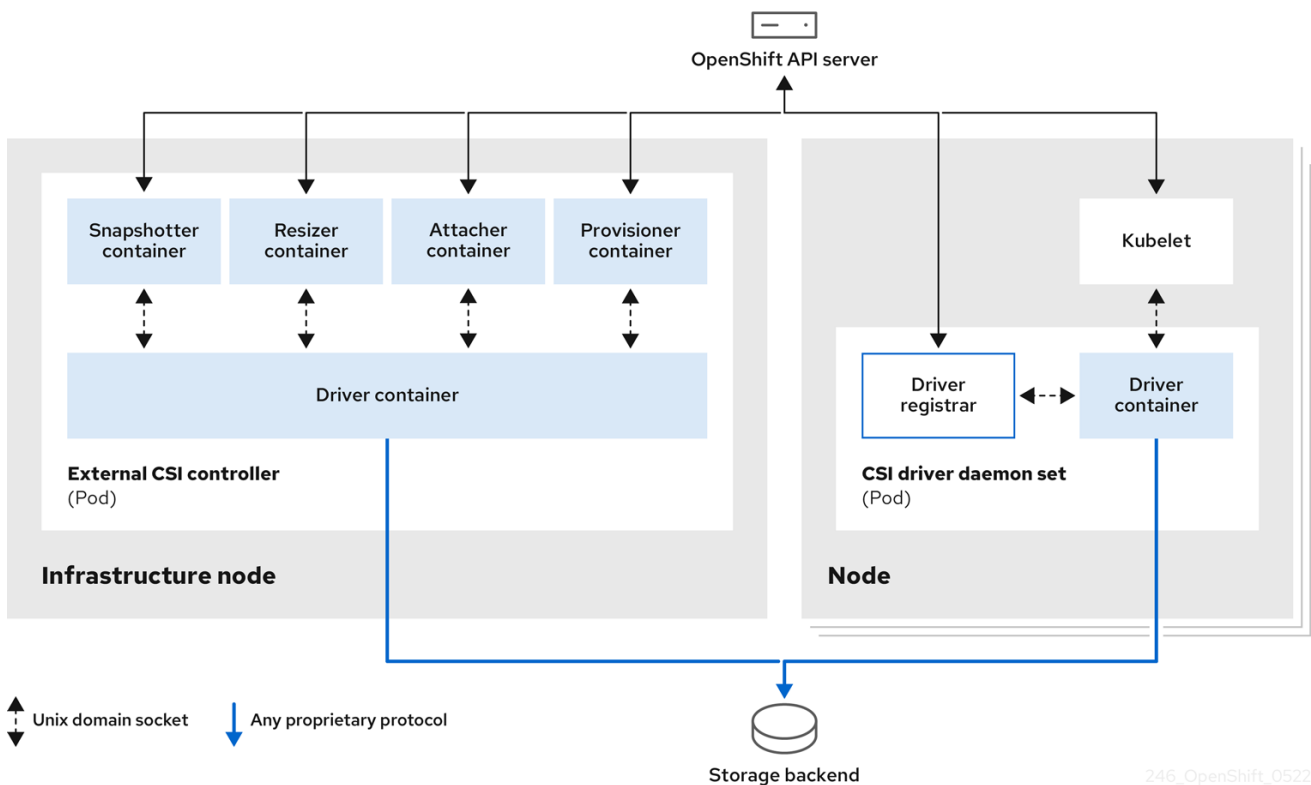 OpenShift API server
Snapshotter
container
Resizer
container
Attacher
container
Provisioner
container
Kubelet
Driver container
Driver
registrar
Driver
container
External CSI controller
(Pod)
CSI driver daemon set
(Pod)
Infrastructure node
Node
Unix domain socket
Any proprietary protocol
Storage backend
246_OpenShift_0522